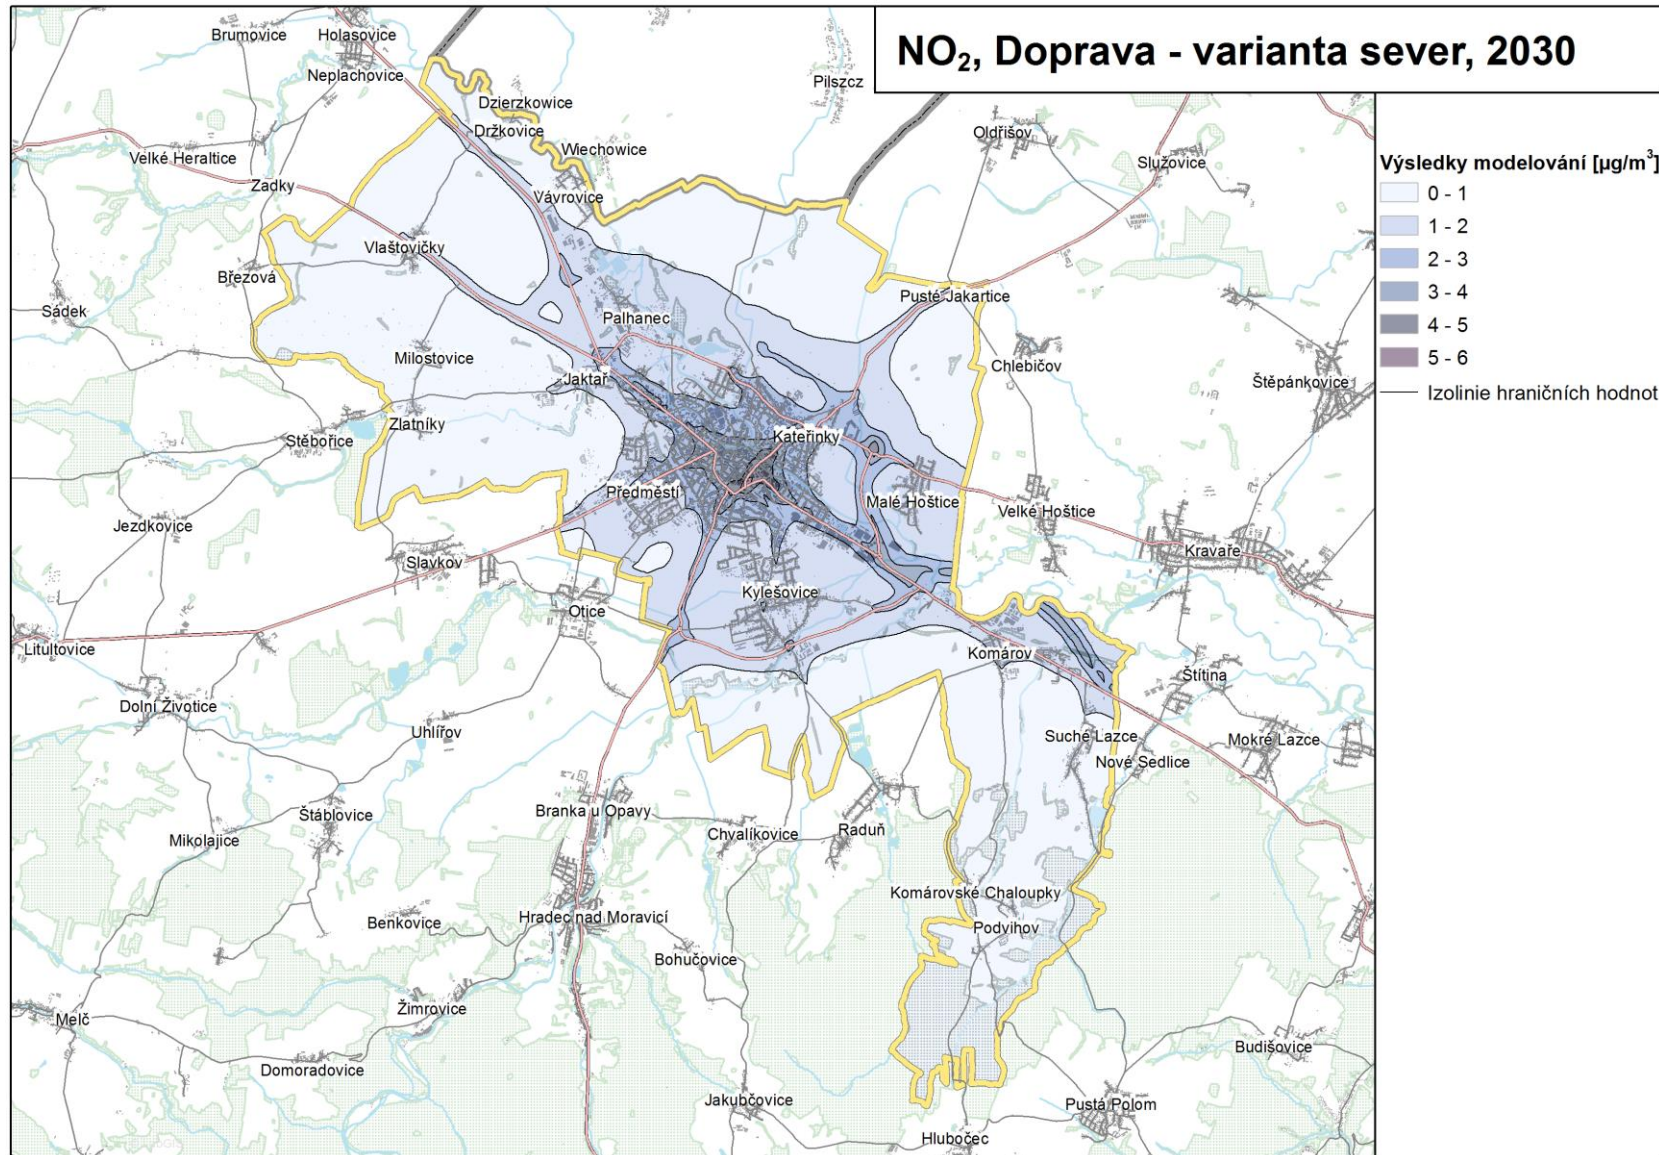 NO₂, Doprava - varianta sever, 2030
Výsledky modelování [µg/m³]
0 - 1
1 - 2
2 - 3
3 - 4
4 - 5
5 - 6
Izolinie hraničních hodnot
Brumovice
Holasovice
Neplachovice
Pilszcz
Dzierzkowice
Držkovice
Oldřišov
Velké Heraltice
Wiechowice
Služovice
Zadky
Vávrovice
Vlaštovičky
Březová
Pusté Jakartice
Sádek
Palhanec
Milostovice
Chlebičov
Jaktař
Štěpánkovice
Zlatníky
Stěbořice
Kateřinky
Předměstí
Malé Hoštice
Velké Hoštice
Jezdkovice
Kravaře
Slavkov
Kylešovice
Otice
Litultovice
Komárov
Štítina
Dolní Životice
Uhlířov
Suché Lazce
Mokré Lazce
Nové Sedlice
Štáblovice
Branka u Opavy
Chvalíkovice
Raduň
Mikolajice
Komárovské Chaloupky
Benkovice
Hradec nad Moravicí
Podvihov
Bohučovice
Žimrovice
Melč
Budišovice
Domoradovice
Jakubčovice
Pustá Polom
Hlubočec